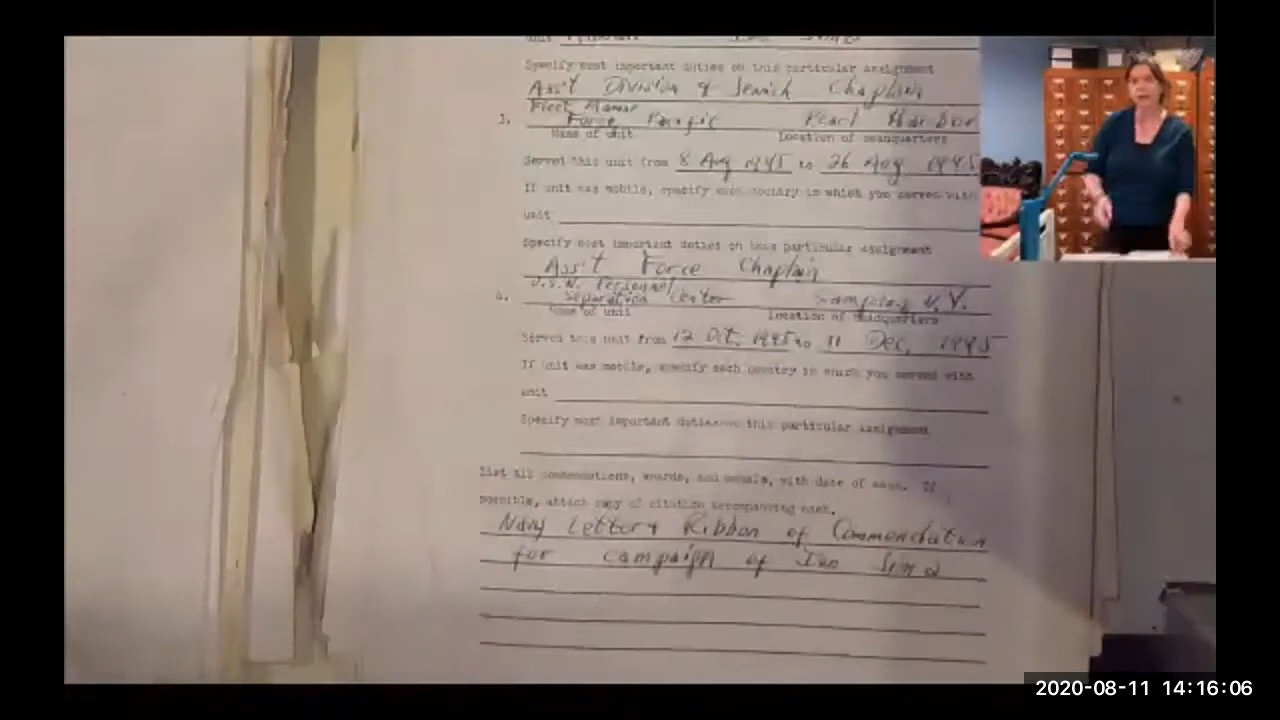 unit Iwo Jima
Specify most important duties on this particular assignment
Ass't Division & Jewish Chaplain
Fleet Marine
3. Force Pacific Pearl Harbor
Name of unit Location of headquarters
Served this unit from 8 Aug 1945 to 26 Aug 1945
If unit was mobile, specify each country in which you served with
unit
Specify most important duties on this particular assignment
Ass't Force Chaplain
U.S.N. Personnel
4. Separation Center Sampson N.Y.
Name of unit Location of headquarters
Served this unit from 12 Oct. 1945 to 11 Dec. 1945
If unit was mobile, specify each country in which you served with
unit
Specify most important duties on this particular assignment
List all commendations, awards, and medals, with date of each. If
possible, attach copy of citation accompanying each.
Navy Letter & Ribbon of Commendation
for campaign of Iwo Jima
2020-08-11 14:16:06